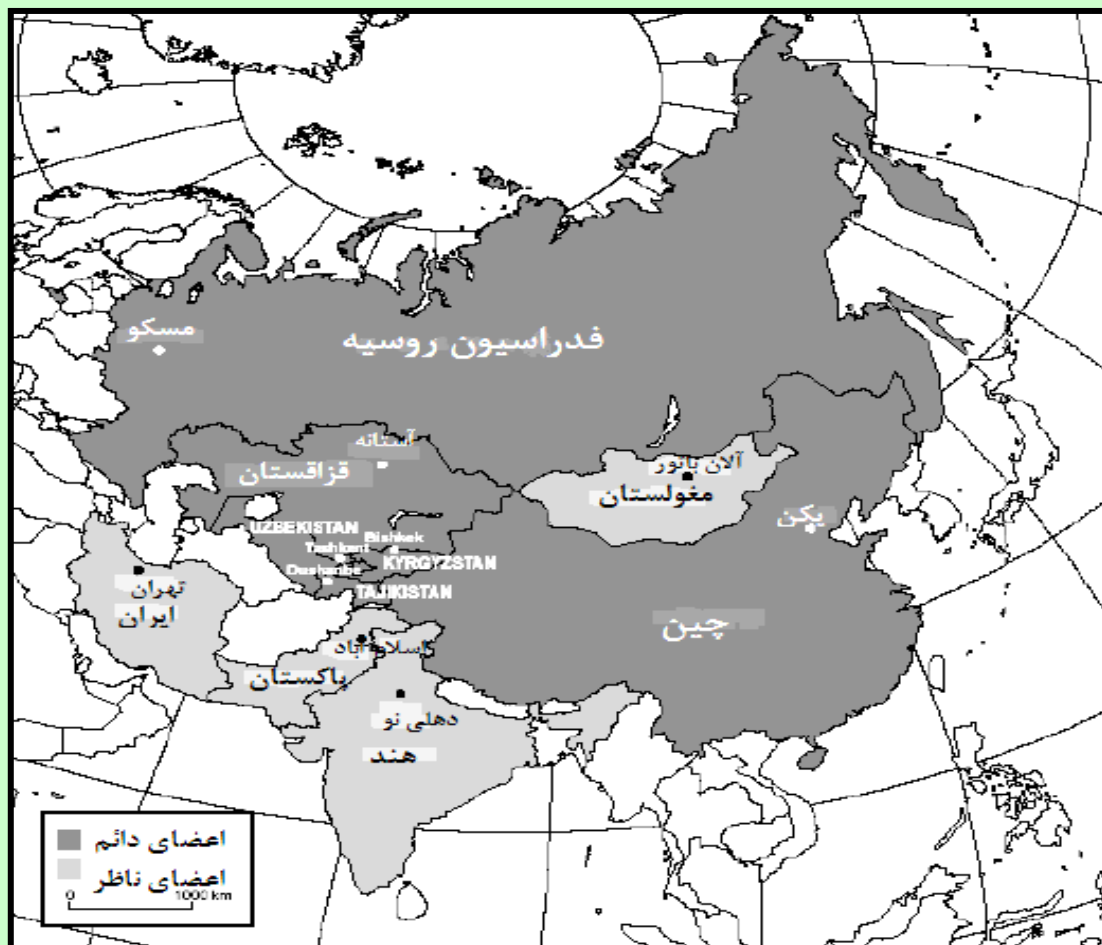 مسکو
فدراسیون روسیه
آستانه
قزاقستان
آلان باتور
مغولستان
پکن
UZBEKISTAN
Tashkent
Bishkek
KYRGYZSTAN
Dushanbe
TAJIKISTAN
تهران
ایران
چین
اسلام آباد
پاکستان
دهلی نو
هند
اعضای دائم
اعضای ناظر
0 1000 km